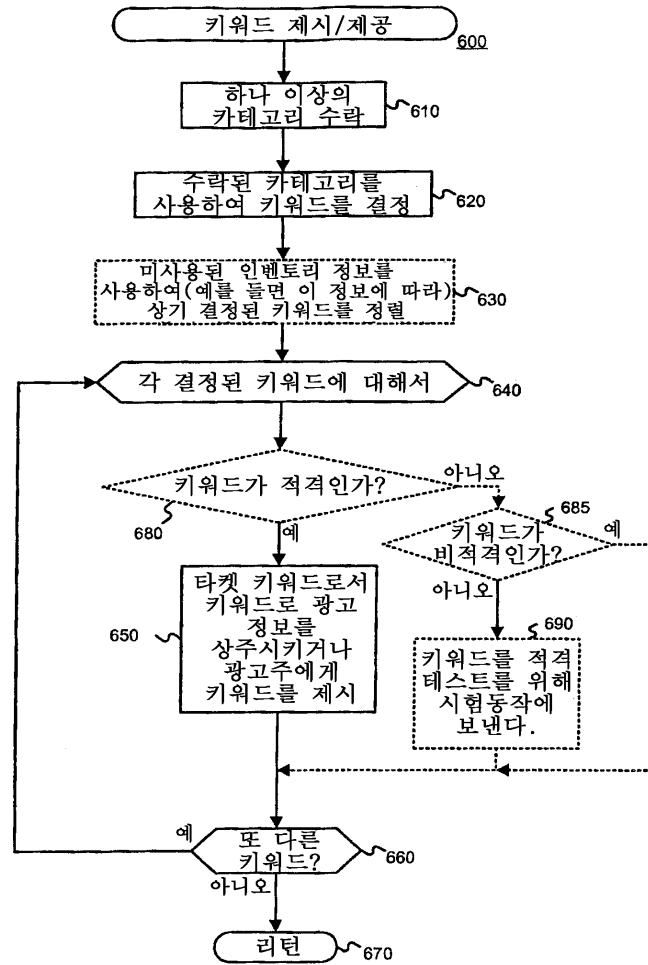 키워드 제시/제공
600
하나 이상의
카테고리 수락
610
수락된 카테고리를
사용하여 키워드를 결정
620
미사용된 인벤토리 정보를
사용하여(예를 들면 이 정보에 따라)
상기 결정된 키워드를 정렬
630
각 결정된 키워드에 대해서
640
키워드가 적격인가?
아니오
680
예
685
키워드가
비적격인가?
예
아니오
650
타켓 키워드로서
키워드로 광고
정보를
상주시키거나
광고주에게
키워드를 제시
690
키워드를 적격
테스트를 위해
시험동작에
보낸다.
예
또 다른
키워드?
660
아니오
리턴
670